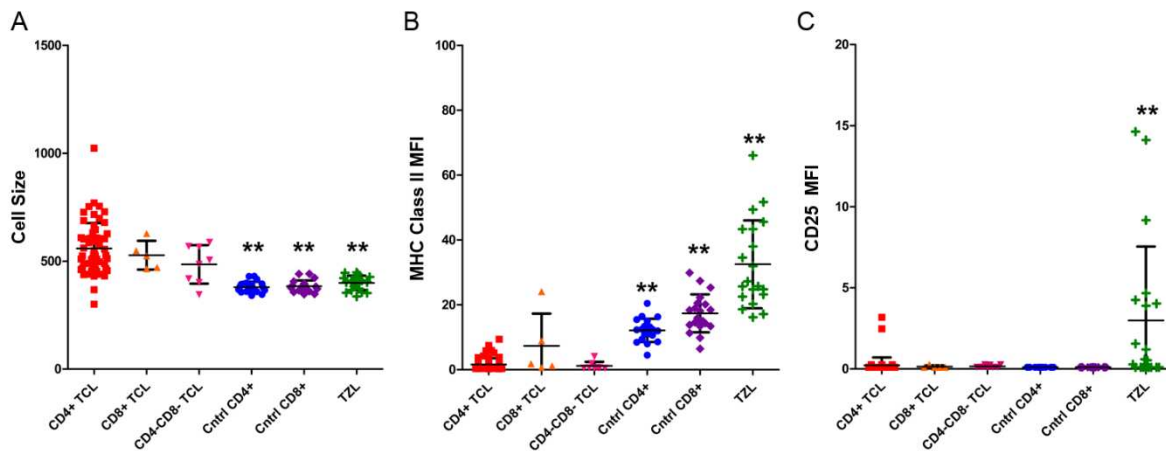 A
Cell Size
1500
1000
500
0
** ** **
CD4+ TCL
CD8+ TCL
CD4-CD8- TCL
Cntrl CD4+
Cntrl CD8+
TZL
B
MHC Class II MFI
100
80
60
40
20
0
** ** **
CD4+ TCL
CD8+ TCL
CD4-CD8- TCL
Cntrl CD4+
Cntrl CD8+
TZL
C
CD25 MFI
20
15
10
5
0
**
CD4+ TCL
CD8+ TCL
CD4-CD8- TCL
Cntrl CD4+
Cntrl CD8+
TZL